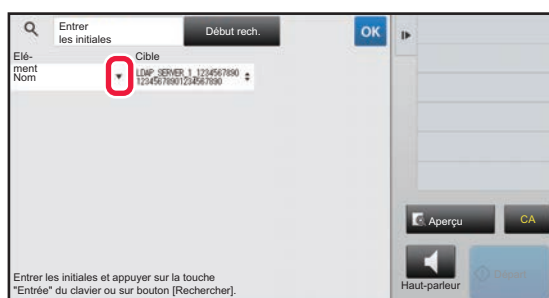 Entrer
les initiales
Début rech.
OK
Elé-
ment
Cible
Nom
LDAP_SERVER_1_1234567890
12345678901234567890
Aperçu
CA
Haut-parleur
Départ
Entrer les initiales et appuyer sur la touche
"Entrée" du clavier ou sur bouton [Rechercher].